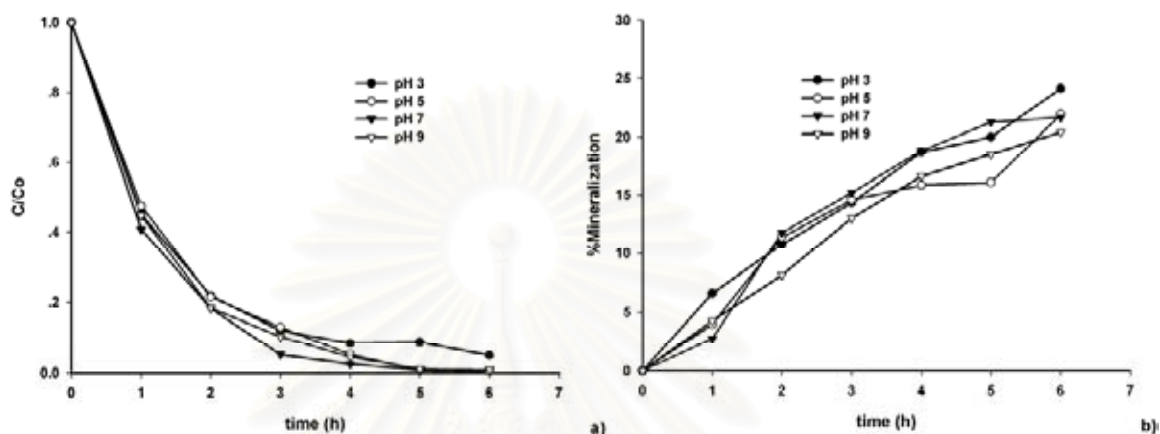 1.0
.8
.6
.4
.2
0.0
C/Co
0 1 2 3 4 5 6 7
time (h)
a)
pH 3
pH 5
pH 7
pH 9
30
25
20
15
10
5
0
%Mineralization
0 1 2 3 4 5 6 7
time (h)
b)
pH 3
pH 5
pH 7
pH 9